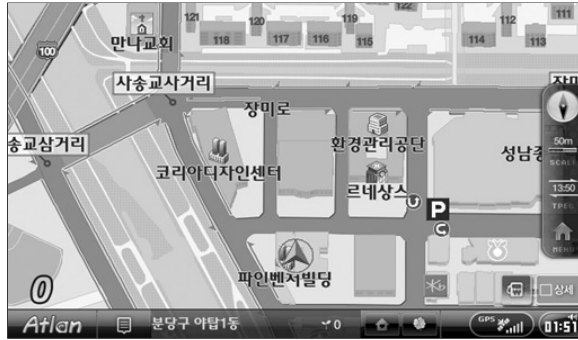 121
120
119
122
112
111
118
117
116
115
114
113
만나교회
100
사송교사거리
장미로
장미
송교삼거리
환경관리공단
코리아디자인센터
르네상스
성남중
P
파인벤처빌딩
50m
SCALE
13:50
TPEG
MENU
0
상세
Atlan
분당구 야탑1동
0
GPS
01:51